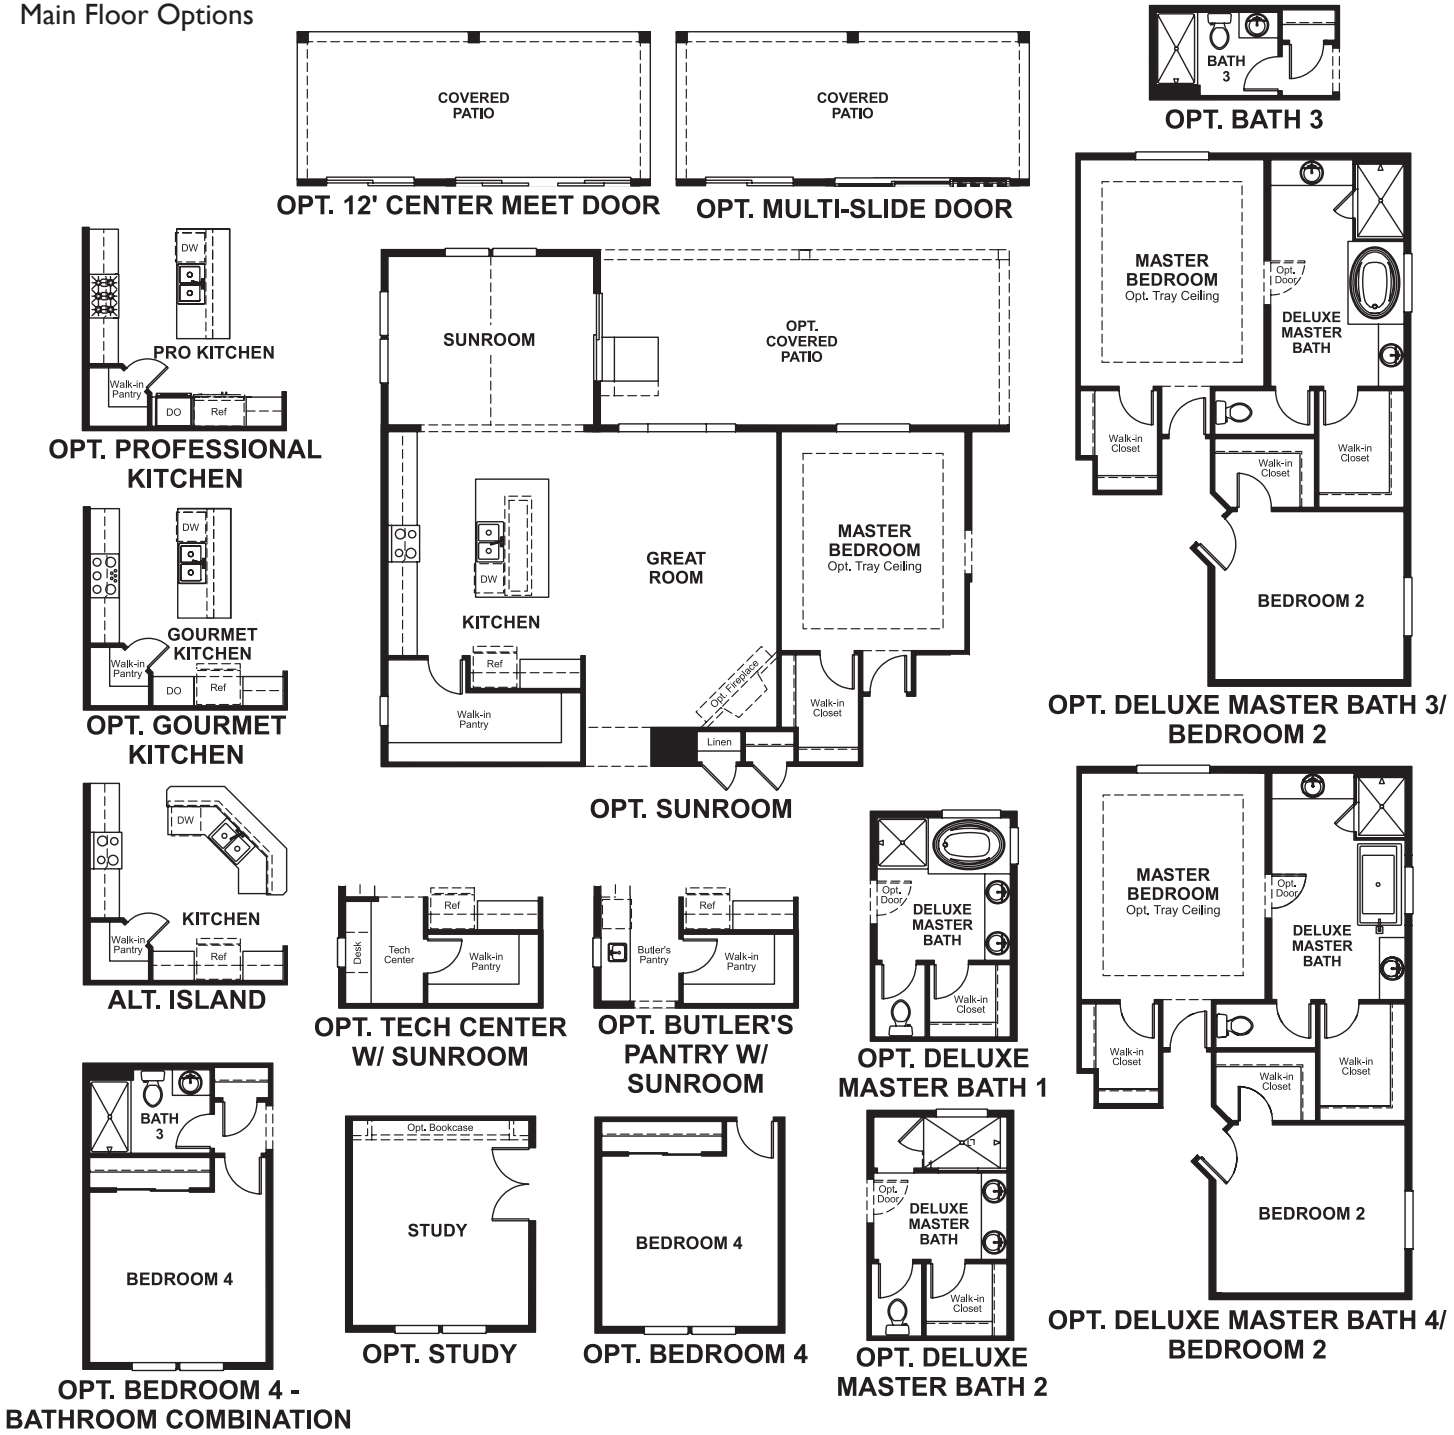 Main Floor Options
COVERED
PATIO
OPT. 12' CENTER MEET DOOR
COVERED
PATIO
OPT. MULTI-SLIDE DOOR
BATH
3
OPT. BATH 3
DW
PRO KITCHEN
Walk-in
Pantry
DO
Ref
OPT. PROFESSIONAL
KITCHEN
DW
GOURMET
KITCHEN
Walk-in
Pantry
DO
Ref
OPT. GOURMET
KITCHEN
DW
KITCHEN
Walk-in
Pantry
Ref
ALT. ISLAND
SUNROOM
OPT.
COVERED
PATIO
GREAT
ROOM
MASTER
BEDROOM
Opt. Tray Ceiling
DW
KITCHEN
Ref
Walk-in
Pantry
Opt. Fireplace
Linen
Walk-in
Closet
OPT. SUNROOM
MASTER
BEDROOM
Opt. Tray Ceiling
Opt.
Door
DELUXE
MASTER
BATH
Walk-in
Closet
Walk-in
Closet
Walk-in
Closet
BEDROOM 2
OPT. DELUXE MASTER BATH 3/
BEDROOM 2
MASTER
BEDROOM
Opt. Tray Ceiling
Opt.
Door
DELUXE
MASTER
BATH
Walk-in
Closet
Walk-in
Closet
Walk-in
Closet
BEDROOM 2
OPT. DELUXE MASTER BATH 4/
BEDROOM 2
Desk
Tech
Center
Ref
Walk-in
Pantry
OPT. TECH CENTER
W/ SUNROOM
Butler's
Pantry
Ref
Walk-in
Pantry
OPT. BUTLER'S
PANTRY W/
SUNROOM
Opt.
Door
DELUXE
MASTER
BATH
Walk-in
Closet
OPT. DELUXE
MASTER BATH 1
BATH
3
BEDROOM 4
OPT. BEDROOM 4 -
BATHROOM COMBINATION
Opt. Bookcase
STUDY
OPT. STUDY
BEDROOM 4
OPT. BEDROOM 4
Opt.
Door
DELUXE
MASTER
BATH
Walk-in
Closet
OPT. DELUXE
MASTER BATH 2